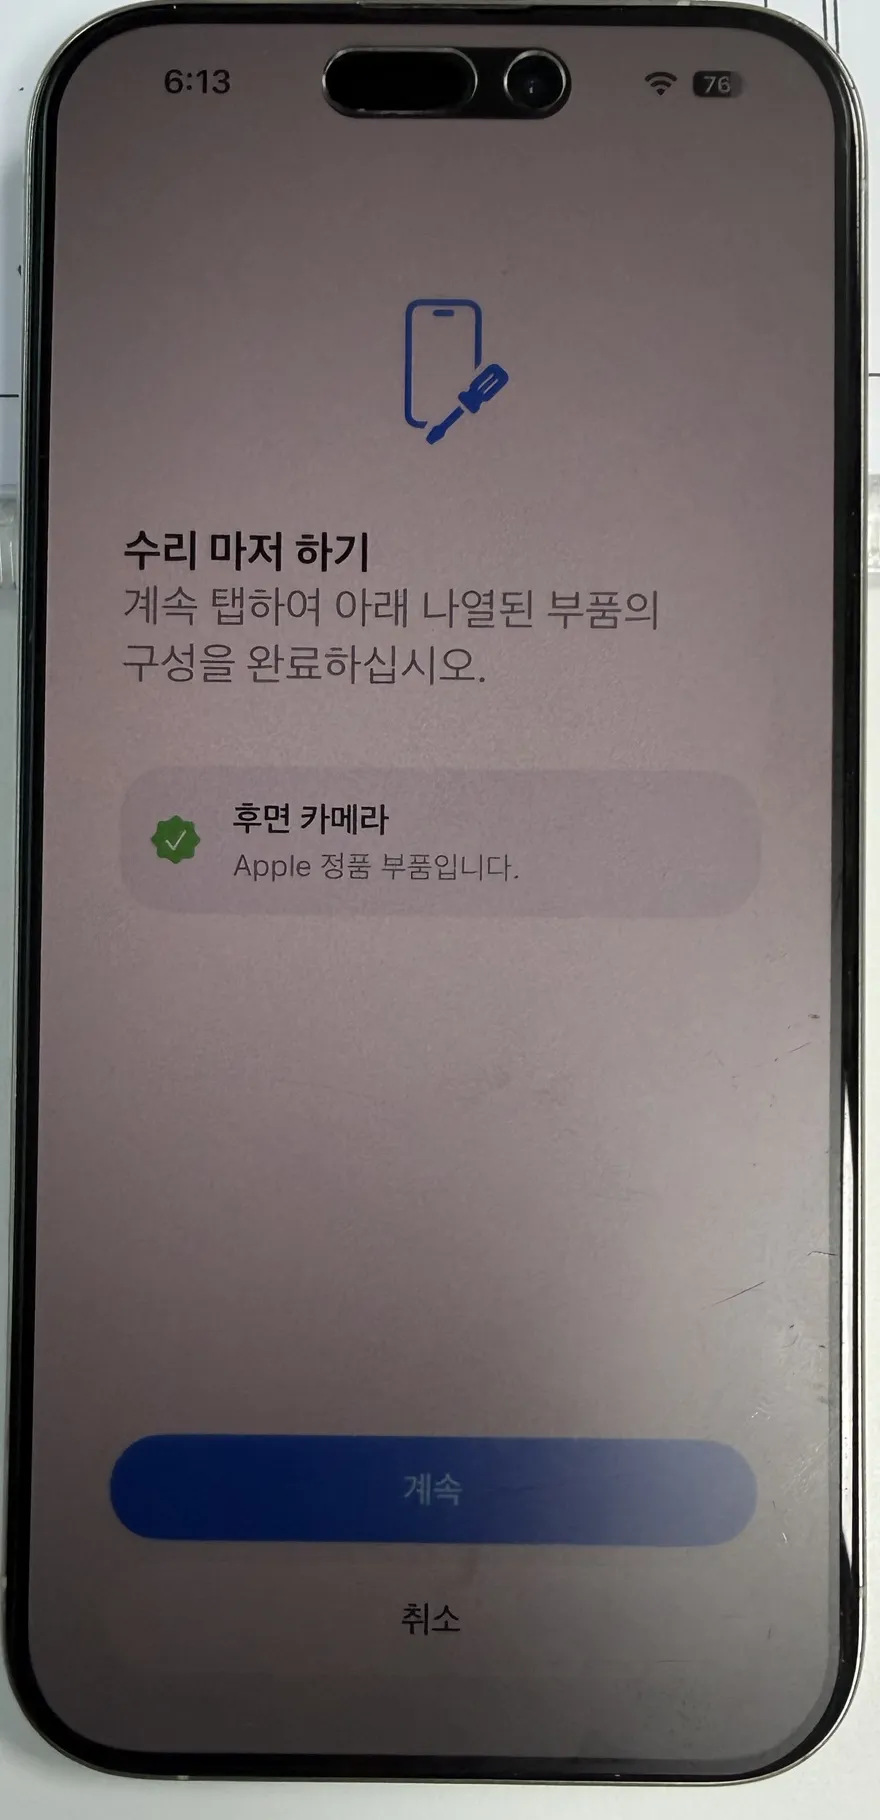 6:13
76
수리 마저 하기
계속 탭하여 아래 나열된 부품의
구성을 완료하십시오.
후면 카메라
Apple 정품 부품입니다.
계속
취소